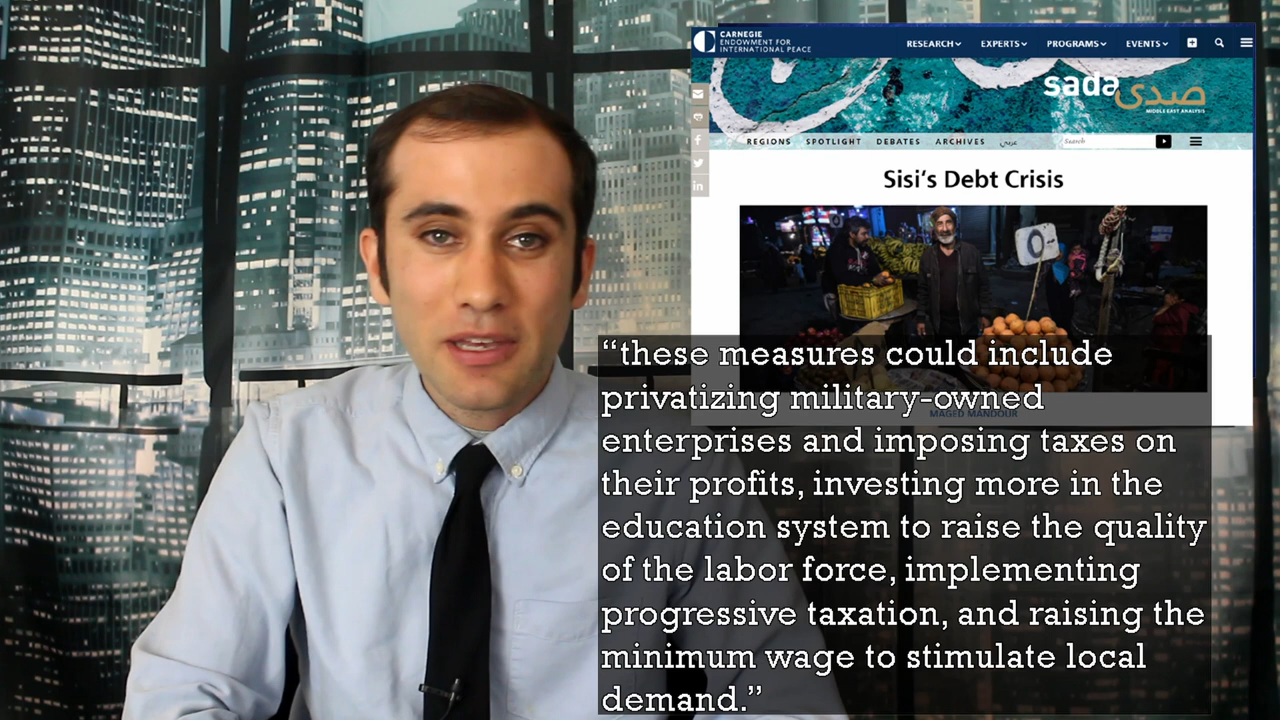 CARNEGIE
ENDOWMENT FOR
INTERNATIONAL PEACE
RESEARCH EXPERTS PROGRAMS EVENTS
sada صدى
MIDDLE EAST ANALYSIS
REGIONS SPOTLIGHT DEBATES ARCHIVES عربي
Search
Sisi's Debt Crisis
MAGED MANDOUR
“these measures could include
privatizing military-owned
enterprises and imposing taxes on
their profits, investing more in the
education system to raise the quality
of the labor force, implementing
progressive taxation, and raising the
minimum wage to stimulate local
demand.”